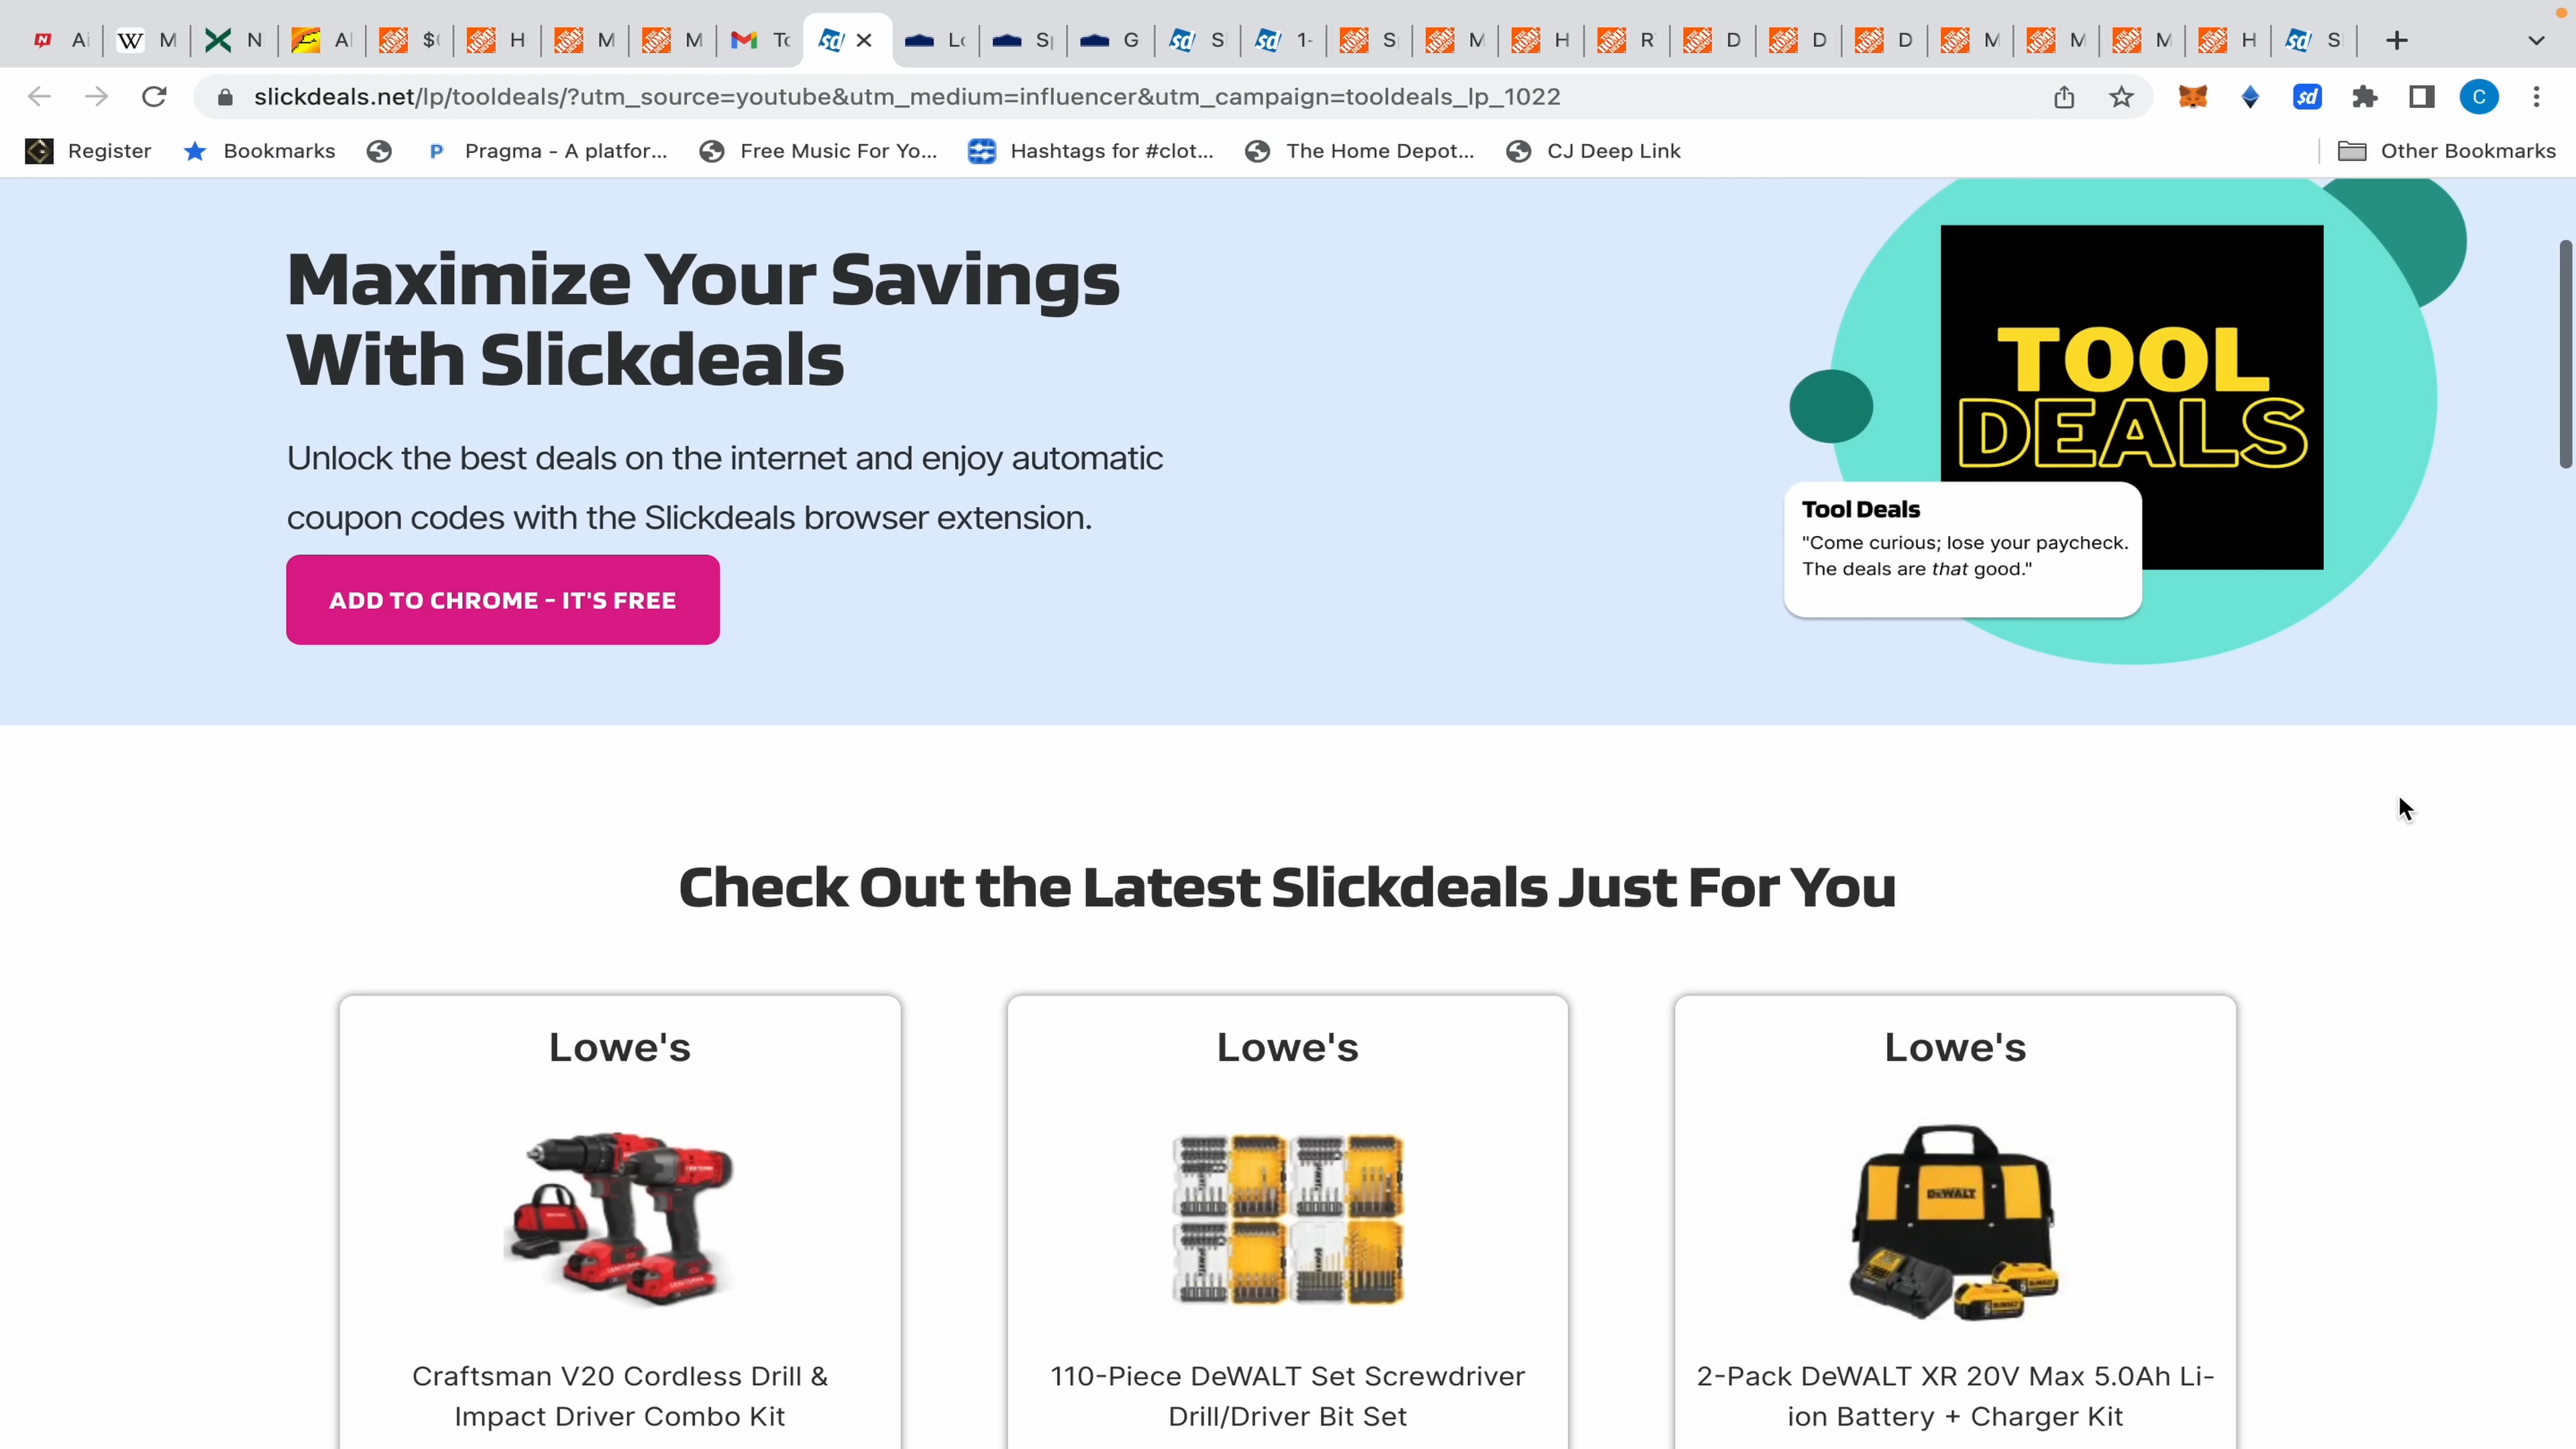 Ai M N A $( H M M To Lo S| G S 1- S M H R D D D M M M H S
slickdeals.net/lp/tooldeals/?utm_source=youtube&utm_medium=influencer&utm_campaign=tooldeals_lp_1022
Register Bookmarks Pragma - A platfor... Free Music For Yo... Hashtags for #clot... The Home Depot... CJ Deep Link Other Bookmarks
Maximize Your Savings
With Slickdeals
Unlock the best deals on the internet and enjoy automatic
coupon codes with the Slickdeals browser extension.
ADD TO CHROME - IT'S FREE
TOOL
DEALS
Tool Deals
"Come curious; lose your paycheck.
The deals are that good."
Check Out the Latest Slickdeals Just For You
Lowe's
Craftsman V20 Cordless Drill &
Impact Driver Combo Kit
Lowe's
110-Piece DeWALT Set Screwdriver
Drill/Driver Bit Set
Lowe's
DEWALT
2-Pack DeWALT XR 20V Max 5.0Ah Li-
ion Battery + Charger Kit